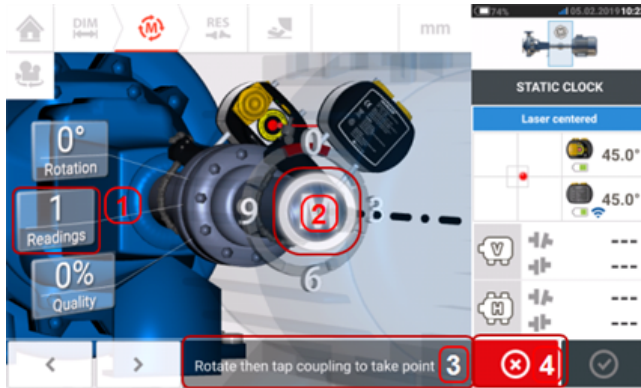 DIM
M
RES
mm
74%
05.02.2019 10:2
STATIC CLOCK
Laser centered
0°
Rotation
45.0°
1
Readings
1
9
2
3
6
45.0°
0%
Quality
V
---
---
H
---
---
Rotate then tap coupling to take point
3
4